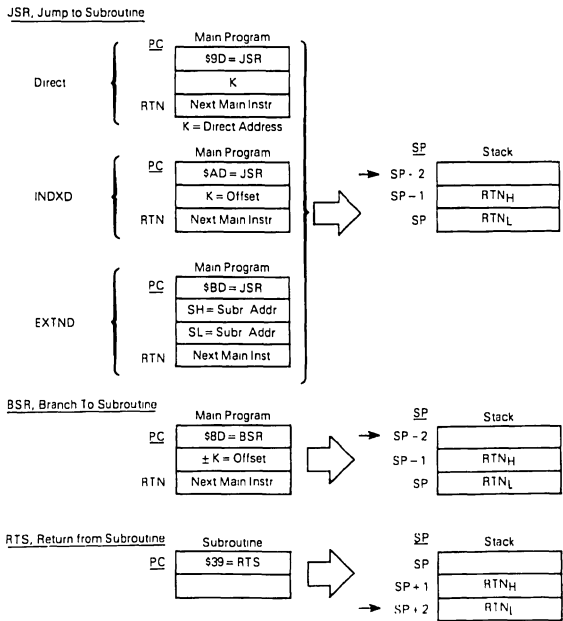 JSR, Jump to Subroutine
Main Program
PC
$9D = JSR
Direct
K
RTN
Next Main Instr
K = Direct Address
Main Program
PC
$AD = JSR
INDXD
K = Offset
RTN
Next Main Instr
Main Program
PC
$BD = JSR
SH = Subr Addr
EXTND
SL = Subr Addr
RTN
Next Main Inst
SP
Stack
SP - 2
SP - 1
RTNH
SP
RTNL
BSR, Branch To Subroutine
Main Program
PC
$8D = BSR
± K = Offset
RTN
Next Main Instr
SP
Stack
SP - 2
SP - 1
RTNH
SP
RTNL
RTS, Return from Subroutine
Subroutine
PC
$39 = RTS
SP
Stack
SP
SP + 1
RTNH
SP + 2
RTNL